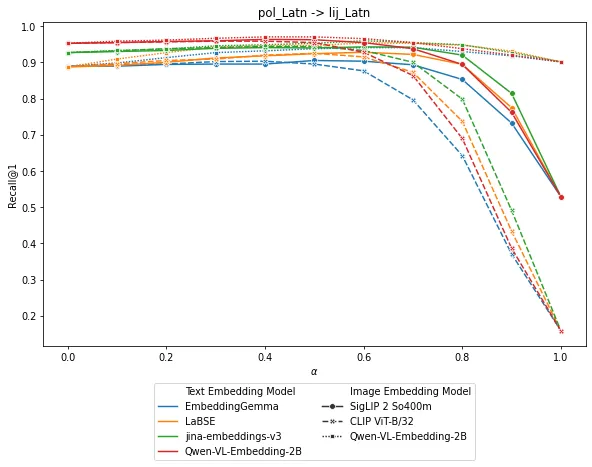 pol_Latn -> lij_Latn
1.0
0.9
0.8
0.7
0.6
0.5
0.4
0.3
0.2
Recall@1
0.0 0.2 0.4 0.6 0.8 1.0
α
Text Embedding Model Image Embedding Model
EmbeddingGemma SigLIP 2 So400m
LaBSE CLIP ViT-B/32
jina-embeddings-v3 Qwen-VL-Embedding-2B
Qwen-VL-Embedding-2B